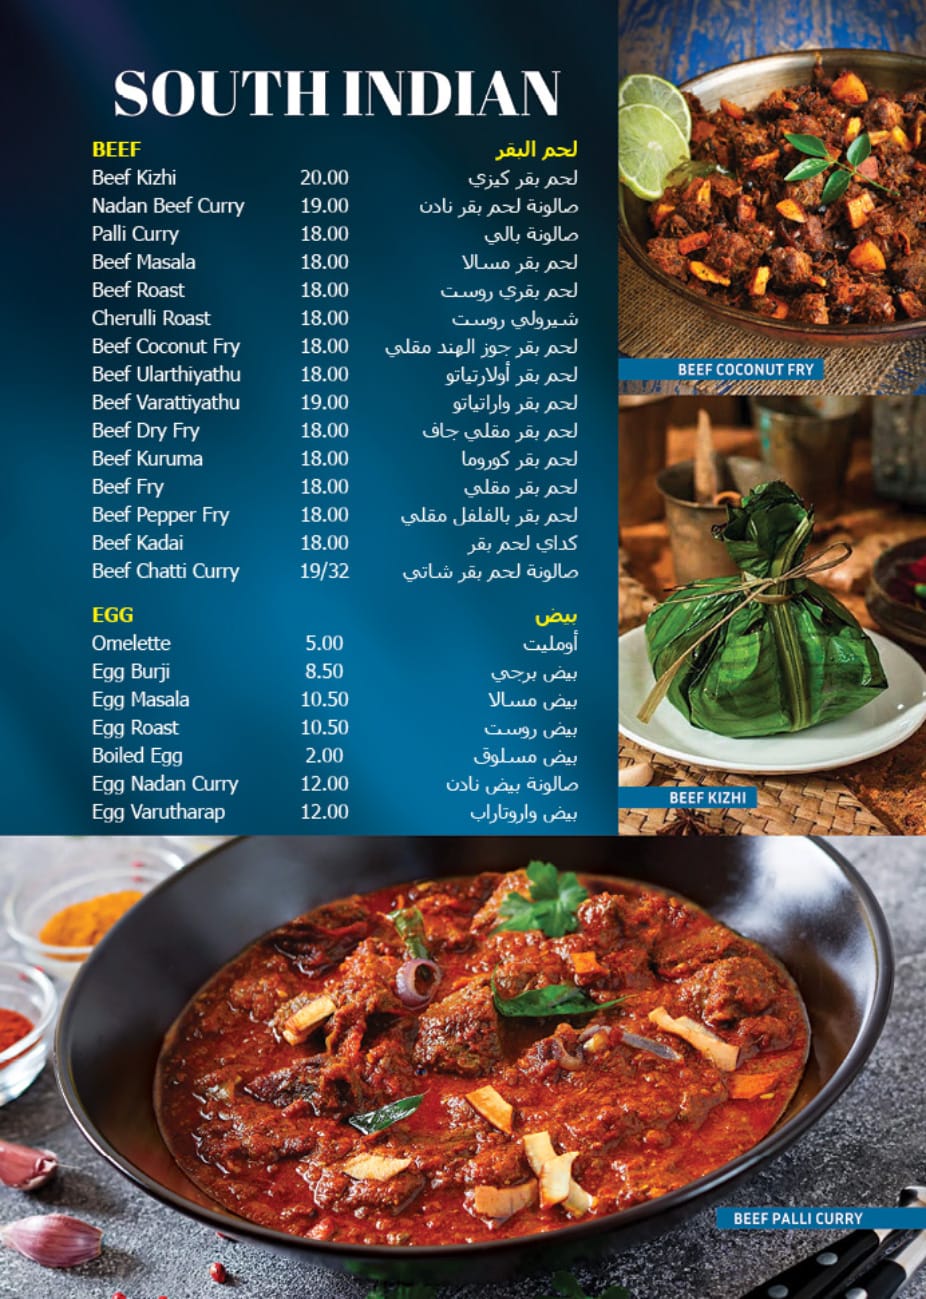 SOUTH INDIAN
BEEF لحم البقر
Beef Kizhi 20.00 لحم بقر كيزي
Nadan Beef Curry 19.00 صالونة لحم بقر نادن
Palli Curry 18.00 صالونة بالي
Beef Masala 18.00 لحم بقر مسالا
Beef Roast 18.00 لحم بقري روست
Cherulli Roast 18.00 شيرولي روست
Beef Coconut Fry 18.00 لحم بقر جوز الهند مقلي
Beef Ularthiyathu 18.00 لحم بقر أولارتياتو
Beef Varattiyathu 19.00 لحم بقر واراتياتو
Beef Dry Fry 18.00 لحم بقر مقلي جاف
Beef Kuruma 18.00 لحم بقر كوروما
Beef Fry 18.00 لحم بقر مقلي
Beef Pepper Fry 18.00 لحم بقر بالفلفل مقلي
Beef Kadai 18.00 كداي لحم بقر
Beef Chatti Curry 19/32 صالونة لحم بقر شاتي
EGG بيض
Omelette 5.00 أومليت
Egg Burji 8.50 بيض برجي
Egg Masala 10.50 بيض مسالا
Egg Roast 10.50 بيض روست
Boiled Egg 2.00 بيض مسلوق
Egg Nadan Curry 12.00 صالونة بيض نادن
Egg Varutharap 12.00 بيض واروتاراب
BEEF COCONUT FRY
BEEF KIZHI
BEEF PALLI CURRY